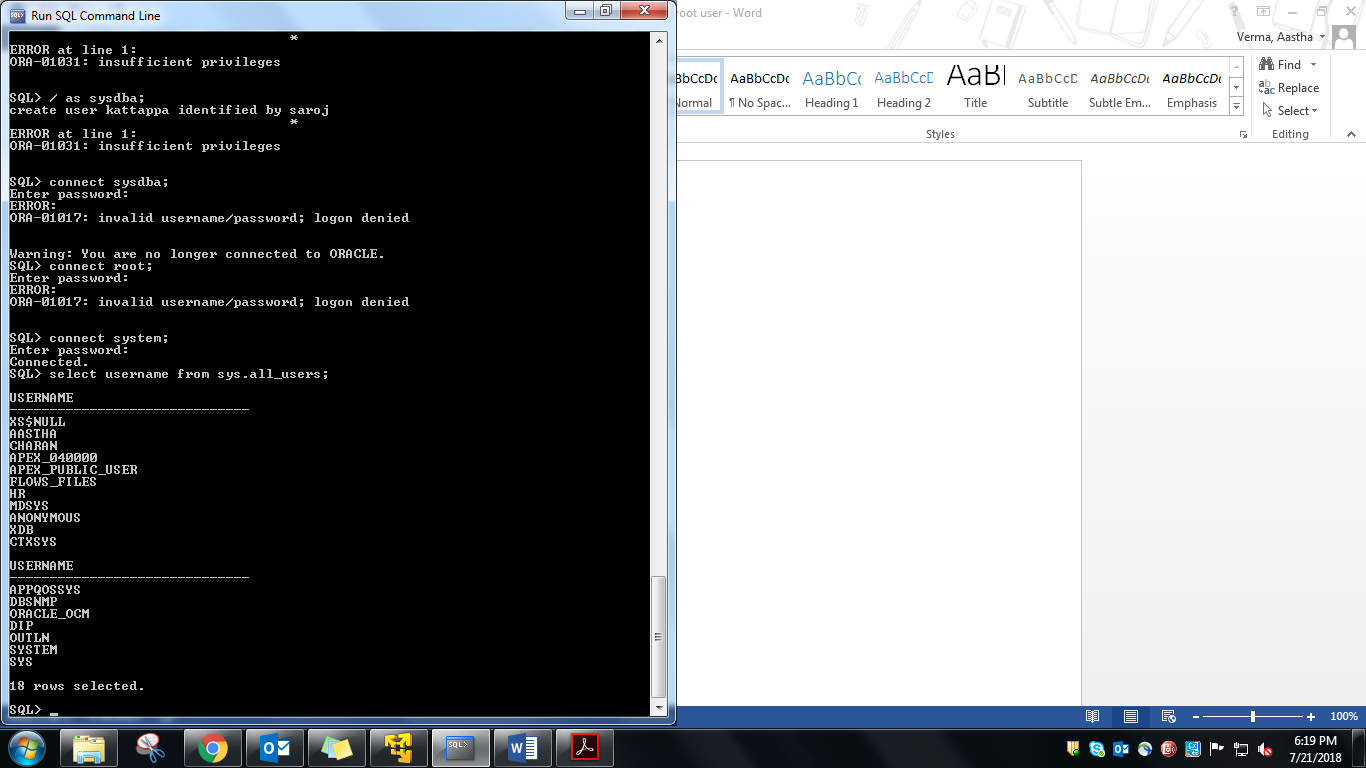 Run SQL Command Line
*
ERROR at line 1:
ORA-01031: insufficient privileges
SQL> / as sysdba;
create user kattappa identified by saroj
*
ERROR at line 1:
ORA-01031: insufficient privileges
SQL> connect sysdba;
Enter password:
ERROR:
ORA-01017: invalid username/password; logon denied
Warning: You are no longer connected to ORACLE.
SQL> connect root;
Enter password:
ERROR:
ORA-01017: invalid username/password; logon denied
SQL> connect system;
Enter password:
Connected.
SQL> select username from sys.all_users;
USERNAME
------------------------------
XS$NULL
AASTHA
CHARAN
APEX_040000
APEX_PUBLIC_USER
FLOWS_FILES
HR
MDSYS
ANONYMOUS
XDB
CTXSYS
USERNAME
------------------------------
APPQOSSYS
DBSNMP
ORACLE_OCM
DIP
OUTLN
SYSTEM
SYS
18 rows selected.
SQL> _
root user - Word
Verma, Aastha
BbCcDc AaBbCcDc AaBbCc AaBbCcD AaBl AaBbCcD AaBbCcDc AaBbCcDc
Normal ¶ No Spac... Heading 1 Heading 2 Title Subtitle Subtle Em... Emphasis
Styles
Find
Replace
Select
Editing
100%
SQL>
6:19 PM
7/21/2018